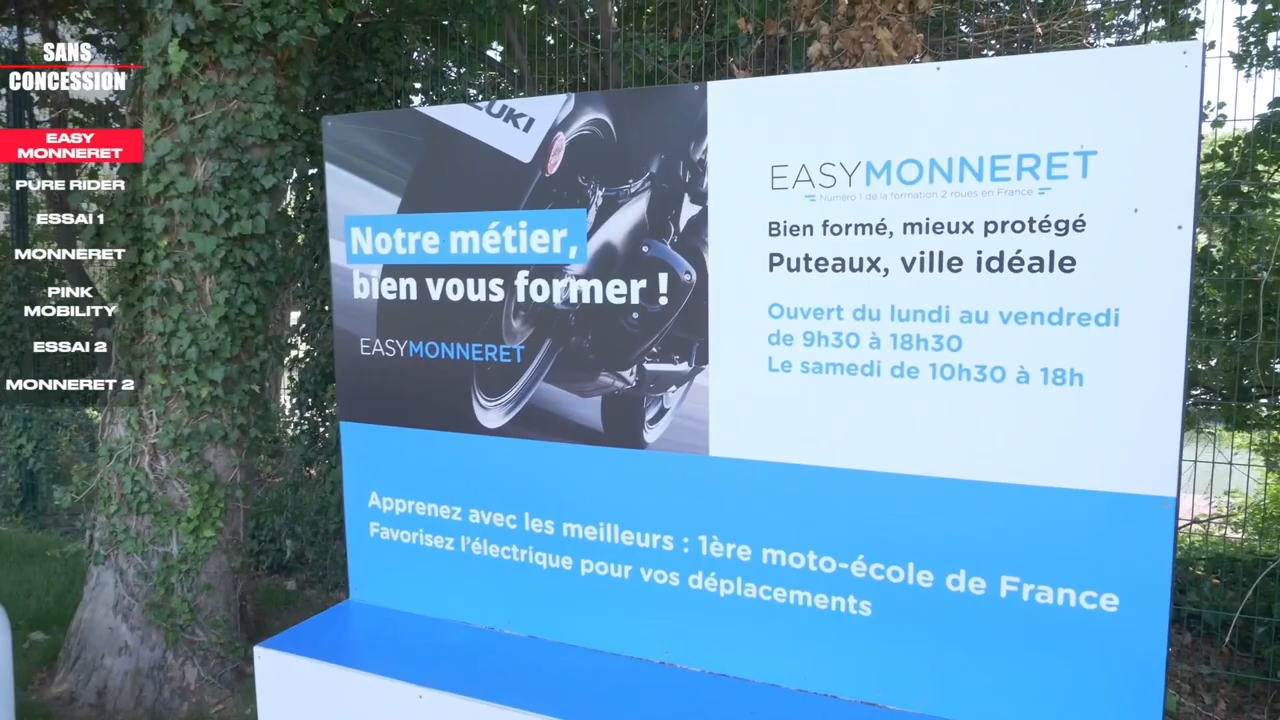 SANS
CONCESSION
EASY
MONNERET
PURE RIDER
ESSAI 1
MONNERET
PINK
MOBILITY
ESSAI 2
MONNERET 2
UKI
Notre métier,
bien vous former !
EASYMONNERET
EASYMONNERET
Numéro 1 de la formation 2 roues en France
Bien formé, mieux protégé
Puteaux, ville idéale
Ouvert du lundi au vendredi
de 9h30 à 18h30
Le samedi de 10h30 à 18h
Apprenez avec les meilleurs : 1ère moto-école de France
Favorisez l'électrique pour vos déplacements